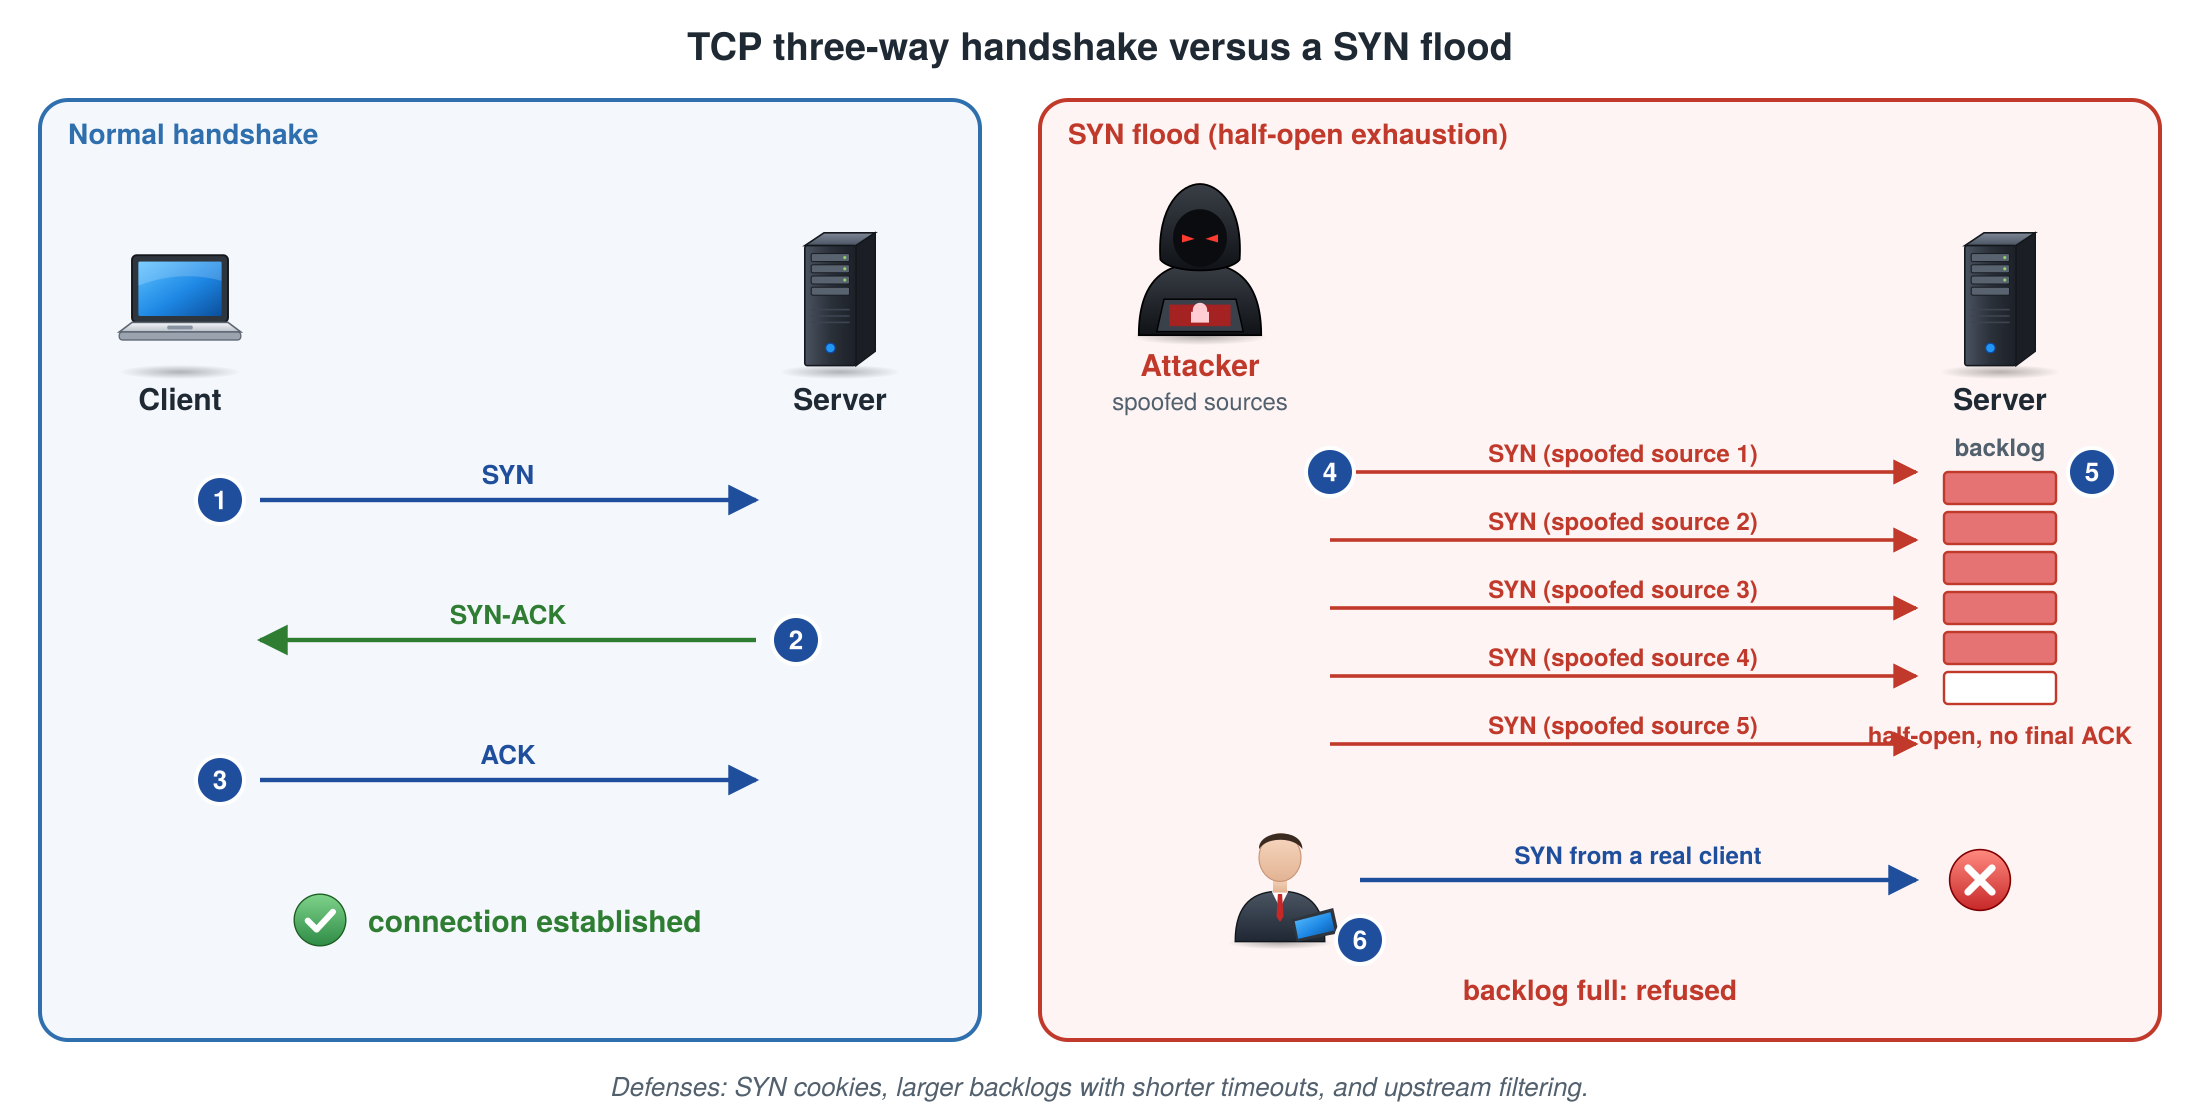 TCP three-way handshake versus a SYN flood
Normal handshake
Client
Server
1
SYN
SYN-ACK
2
3
ACK
connection established
SYN flood (half-open exhaustion)
Attacker
spoofed sources
Server
backlog
4
SYN (spoofed source 1)
5
SYN (spoofed source 2)
SYN (spoofed source 3)
SYN (spoofed source 4)
SYN (spoofed source 5)
half-open, no final ACK
SYN from a real client
6
backlog full: refused
Defenses: SYN cookies, larger backlogs with shorter timeouts, and upstream filtering.